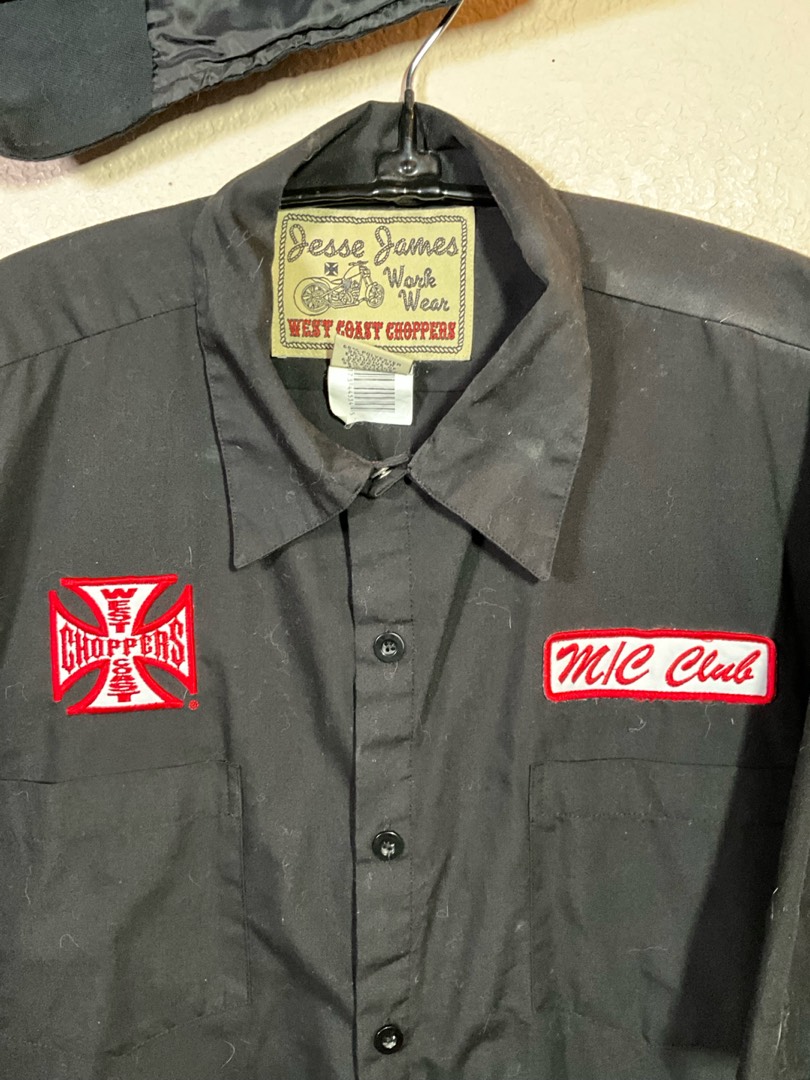 Jesse James
Work
Wear
WEST COAST CHOPPERS
WEST
CHOPPERS
COAST
M/C Club